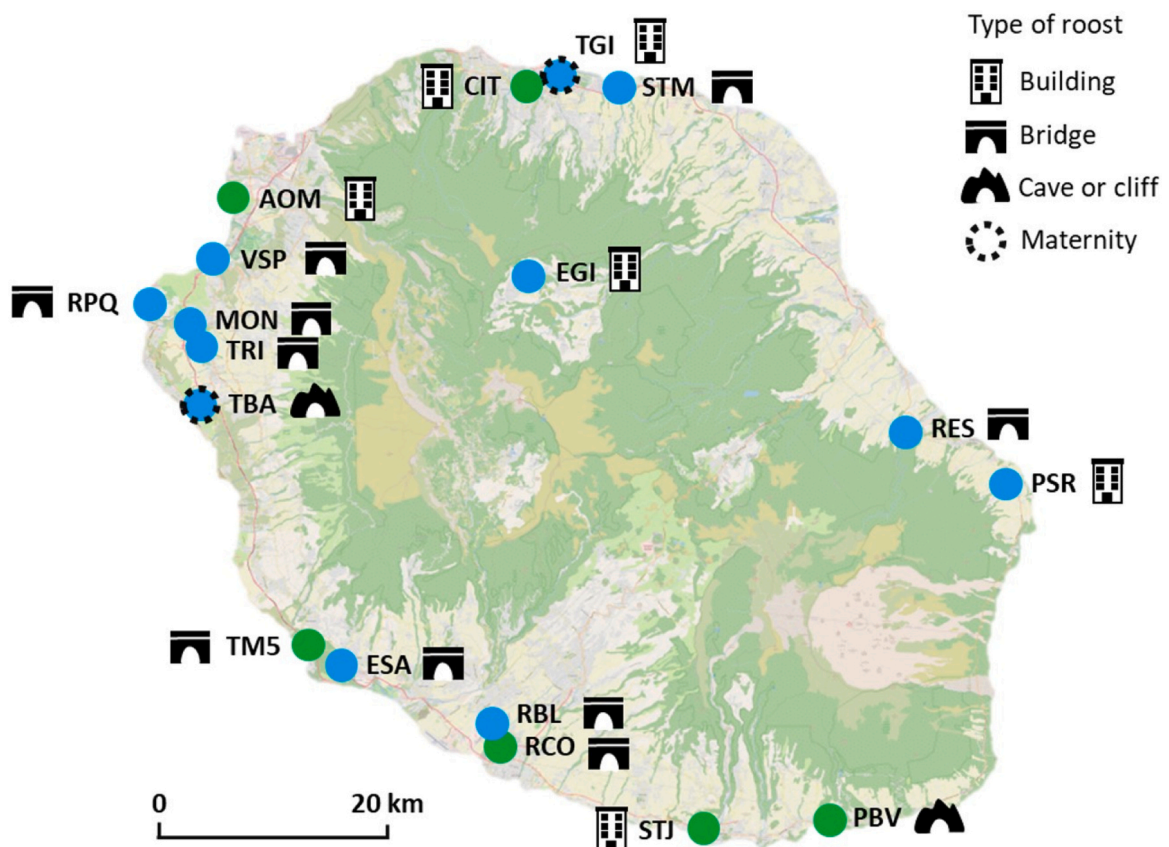 TGI
CIT
STM
AOM
VSP
EGI
RPQ
MON
TRI
TBA
RES
PSR
TM5
ESA
RBL
RCO
STJ
PBV
0 20 km
Type of roost
Building
Bridge
Cave or cliff
Maternity